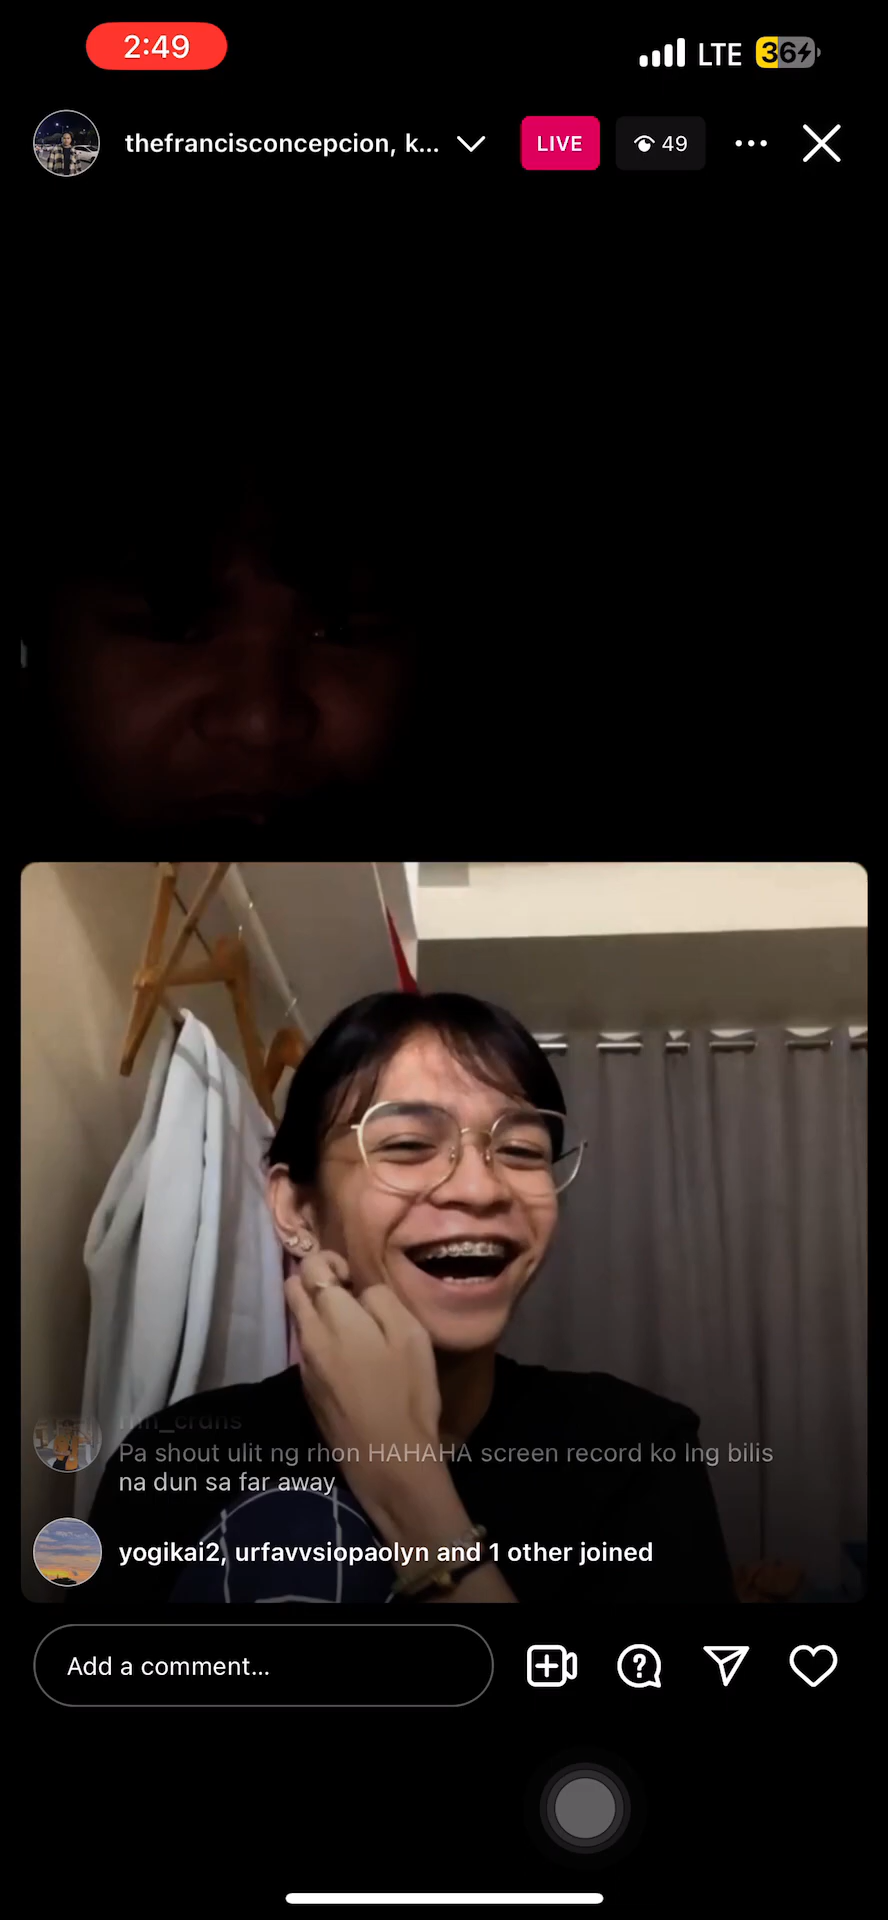 2:49
LTE
36
thefrancisconcepcion, k...
LIVE
49
Pa shout ulit ng rhon HAHAHA screen record ko lng bilis
na dun sa far away
yogikai2, urfavvsiopaolyn and 1 other joined
Add a comment...